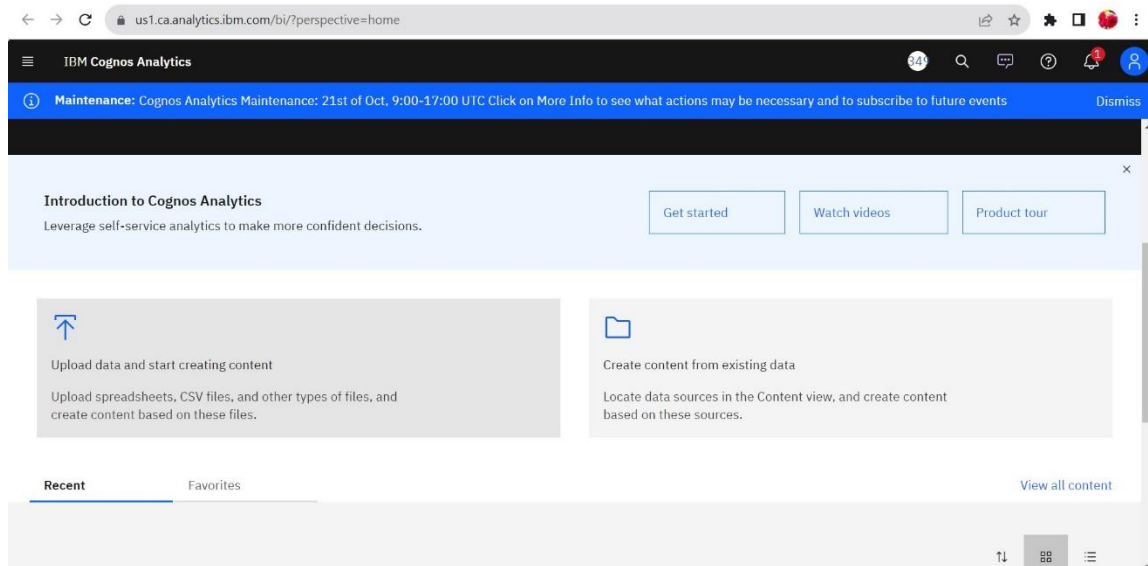 us1.ca.analytics.ibm.com/bi/?perspective=home
IBM Cognos Analytics
349
1
Maintenance: Cognos Analytics Maintenance: 21st of Oct, 9:00-17:00 UTC Click on More Info to see what actions may be necessary and to subscribe to future events
Dismiss
Introduction to Cognos Analytics
Leverage self-service analytics to make more confident decisions.
Get started
Watch videos
Product tour
Upload data and start creating content
Upload spreadsheets, CSV files, and other types of files, and
create content based on these files.
Create content from existing data
Locate data sources in the Content view, and create content
based on these sources.
Recent
Favorites
View all content